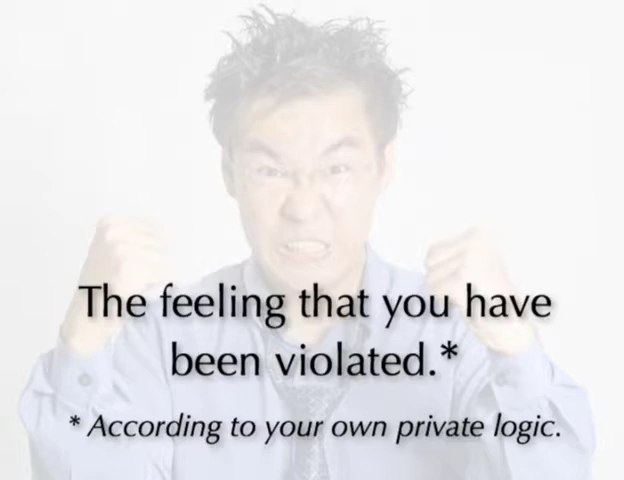 The feeling that you have
been violated.*
* According to your own private logic.